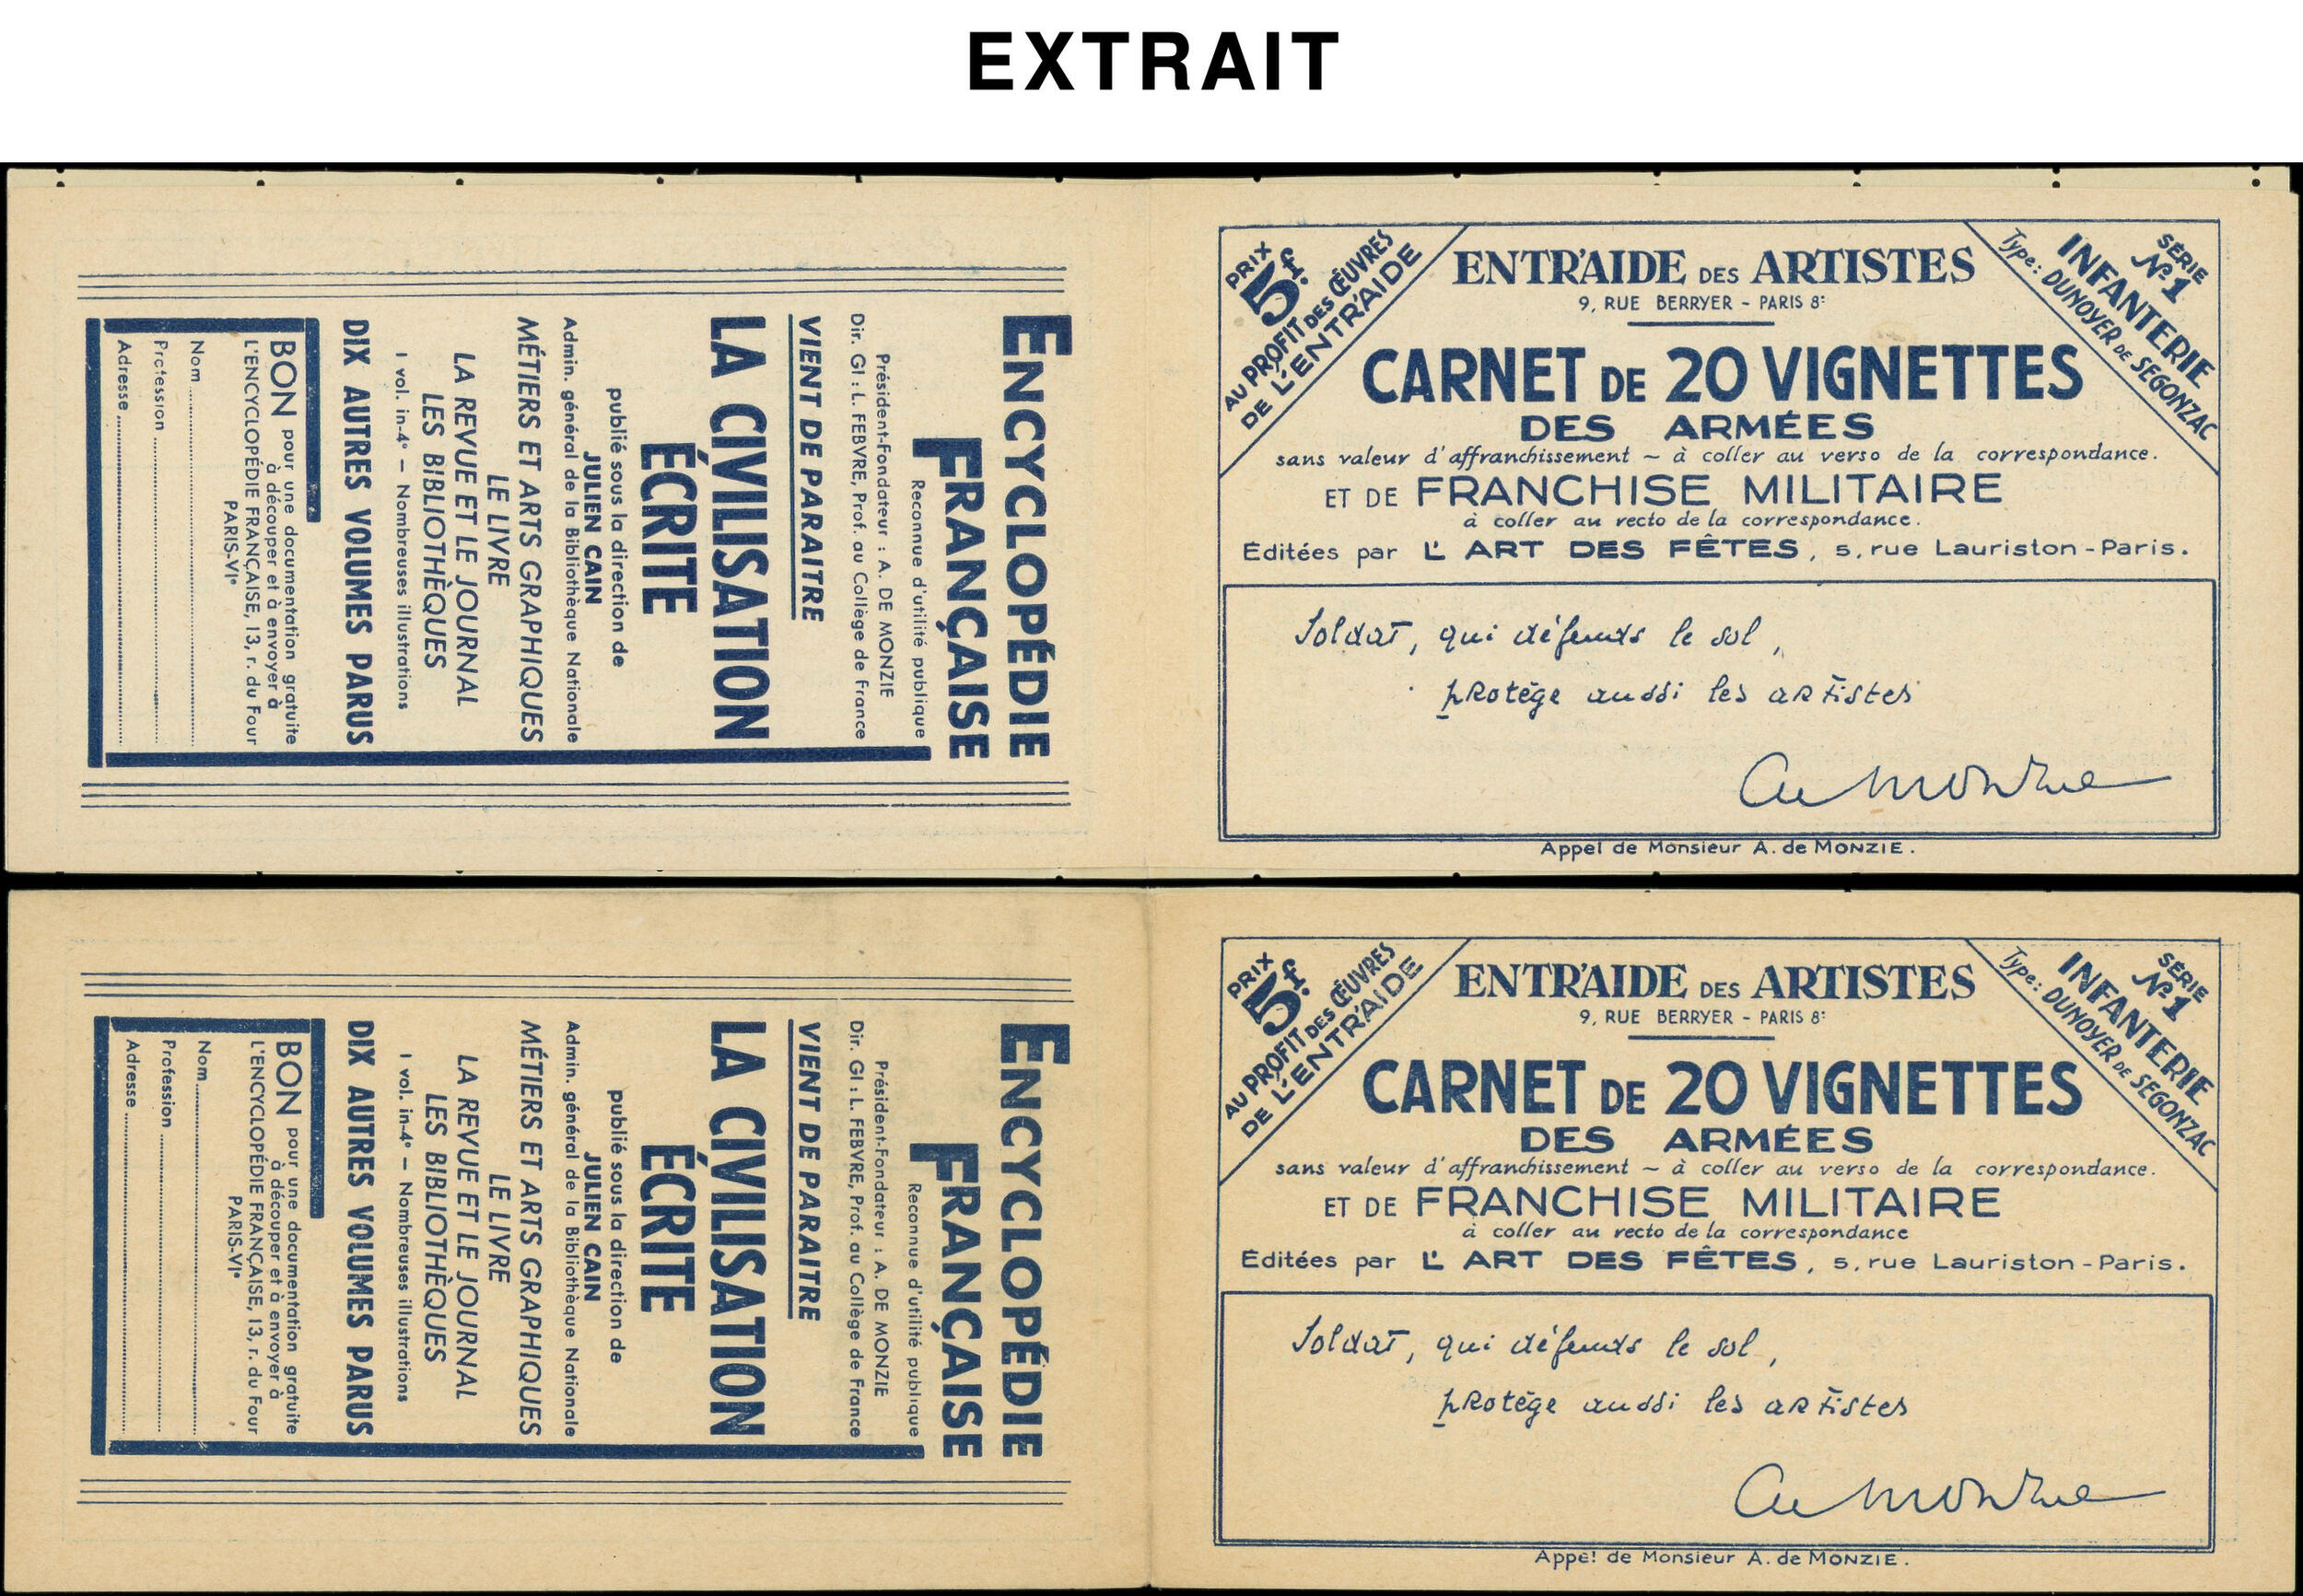 EXTRAIT
ENCYCLOPÉDIE
FRANÇAISE
Reconnue d'utilité publique
Président-Fondateur : A. DE MONZIE
Dir. Gl : L. FEBVRE, Prof. au Collège de France
VIENT DE PARAITRE
LA CIVILISATION
ÉCRITE
publié sous la direction de
JULIEN CAIN
Admin. général de la Bibliothèque Nationale
MÉTIERS ET ARTS GRAPHIQUES
LE LIVRE
LA REVUE ET LE JOURNAL
LES BIBLIOTHÈQUES
1 vol. in-4° – Nombreuses illustrations
DIX AUTRES VOLUMES PARUS
BON pour une documentation gratuite
à découper et à envoyer à
L'ENCYCLOPÉDIE FRANÇAISE, 13, r. du Four
PARIS-VIe
Nom
Profession
Adresse
PRIX
5f.
AU PROFIT DES ŒUVRES
DE L'ENTR'AIDE
ENTR'AIDE DES ARTISTES
9, RUE BERRYER - PARIS 8e
SÉRIE
No 1
INFANTERIE
Type : DUNOYER DE SEGONZAC
CARNET DE 20 VIGNETTES
DES ARMÉES
sans valeur d'affranchissement ~ à coller au verso de la correspondance.
ET DE FRANCHISE MILITAIRE
à coller au recto de la correspondance.
Éditées par L' ART DES FÊTES, 5, rue Lauriston - Paris.
Soldat, qui défends le sol,
protège aussi les artistes
A de Monzie
Appel de Monsieur A. de MONZIE.
ENCYCLOPÉDIE
FRANÇAISE
Reconnue d'utilité publique
Président-Fondateur : A. DE MONZIE
Dir. Gl : L. FEBVRE, Prof. au Collège de France
VIENT DE PARAITRE
LA CIVILISATION
ÉCRITE
publié sous la direction de
JULIEN CAIN
Admin. général de la Bibliothèque Nationale
MÉTIERS ET ARTS GRAPHIQUES
LE LIVRE
LA REVUE ET LE JOURNAL
LES BIBLIOTHÈQUES
1 vol. in-4° – Nombreuses illustrations
DIX AUTRES VOLUMES PARUS
BON pour une documentation gratuite
à découper et à envoyer à
L'ENCYCLOPÉDIE FRANÇAISE, 13, r. du Four
PARIS-VIe
Nom
Profession
Adresse
PRIX
5f.
AU PROFIT DES ŒUVRES
DE L'ENTR'AIDE
ENTR'AIDE DES ARTISTES
9, RUE BERRYER - PARIS 8e
SÉRIE
No 1
INFANTERIE
Type : DUNOYER DE SEGONZAC
CARNET DE 20 VIGNETTES
DES ARMÉES
sans valeur d'affranchissement ~ à coller au verso de la correspondance.
ET DE FRANCHISE MILITAIRE
à coller au recto de la correspondance
Éditées par L' ART DES FÊTES, 5, rue Lauriston - Paris.
Soldat, qui défends le sol,
protège aussi les artistes
A de Monzie
Appel de Monsieur A. de MONZIE.